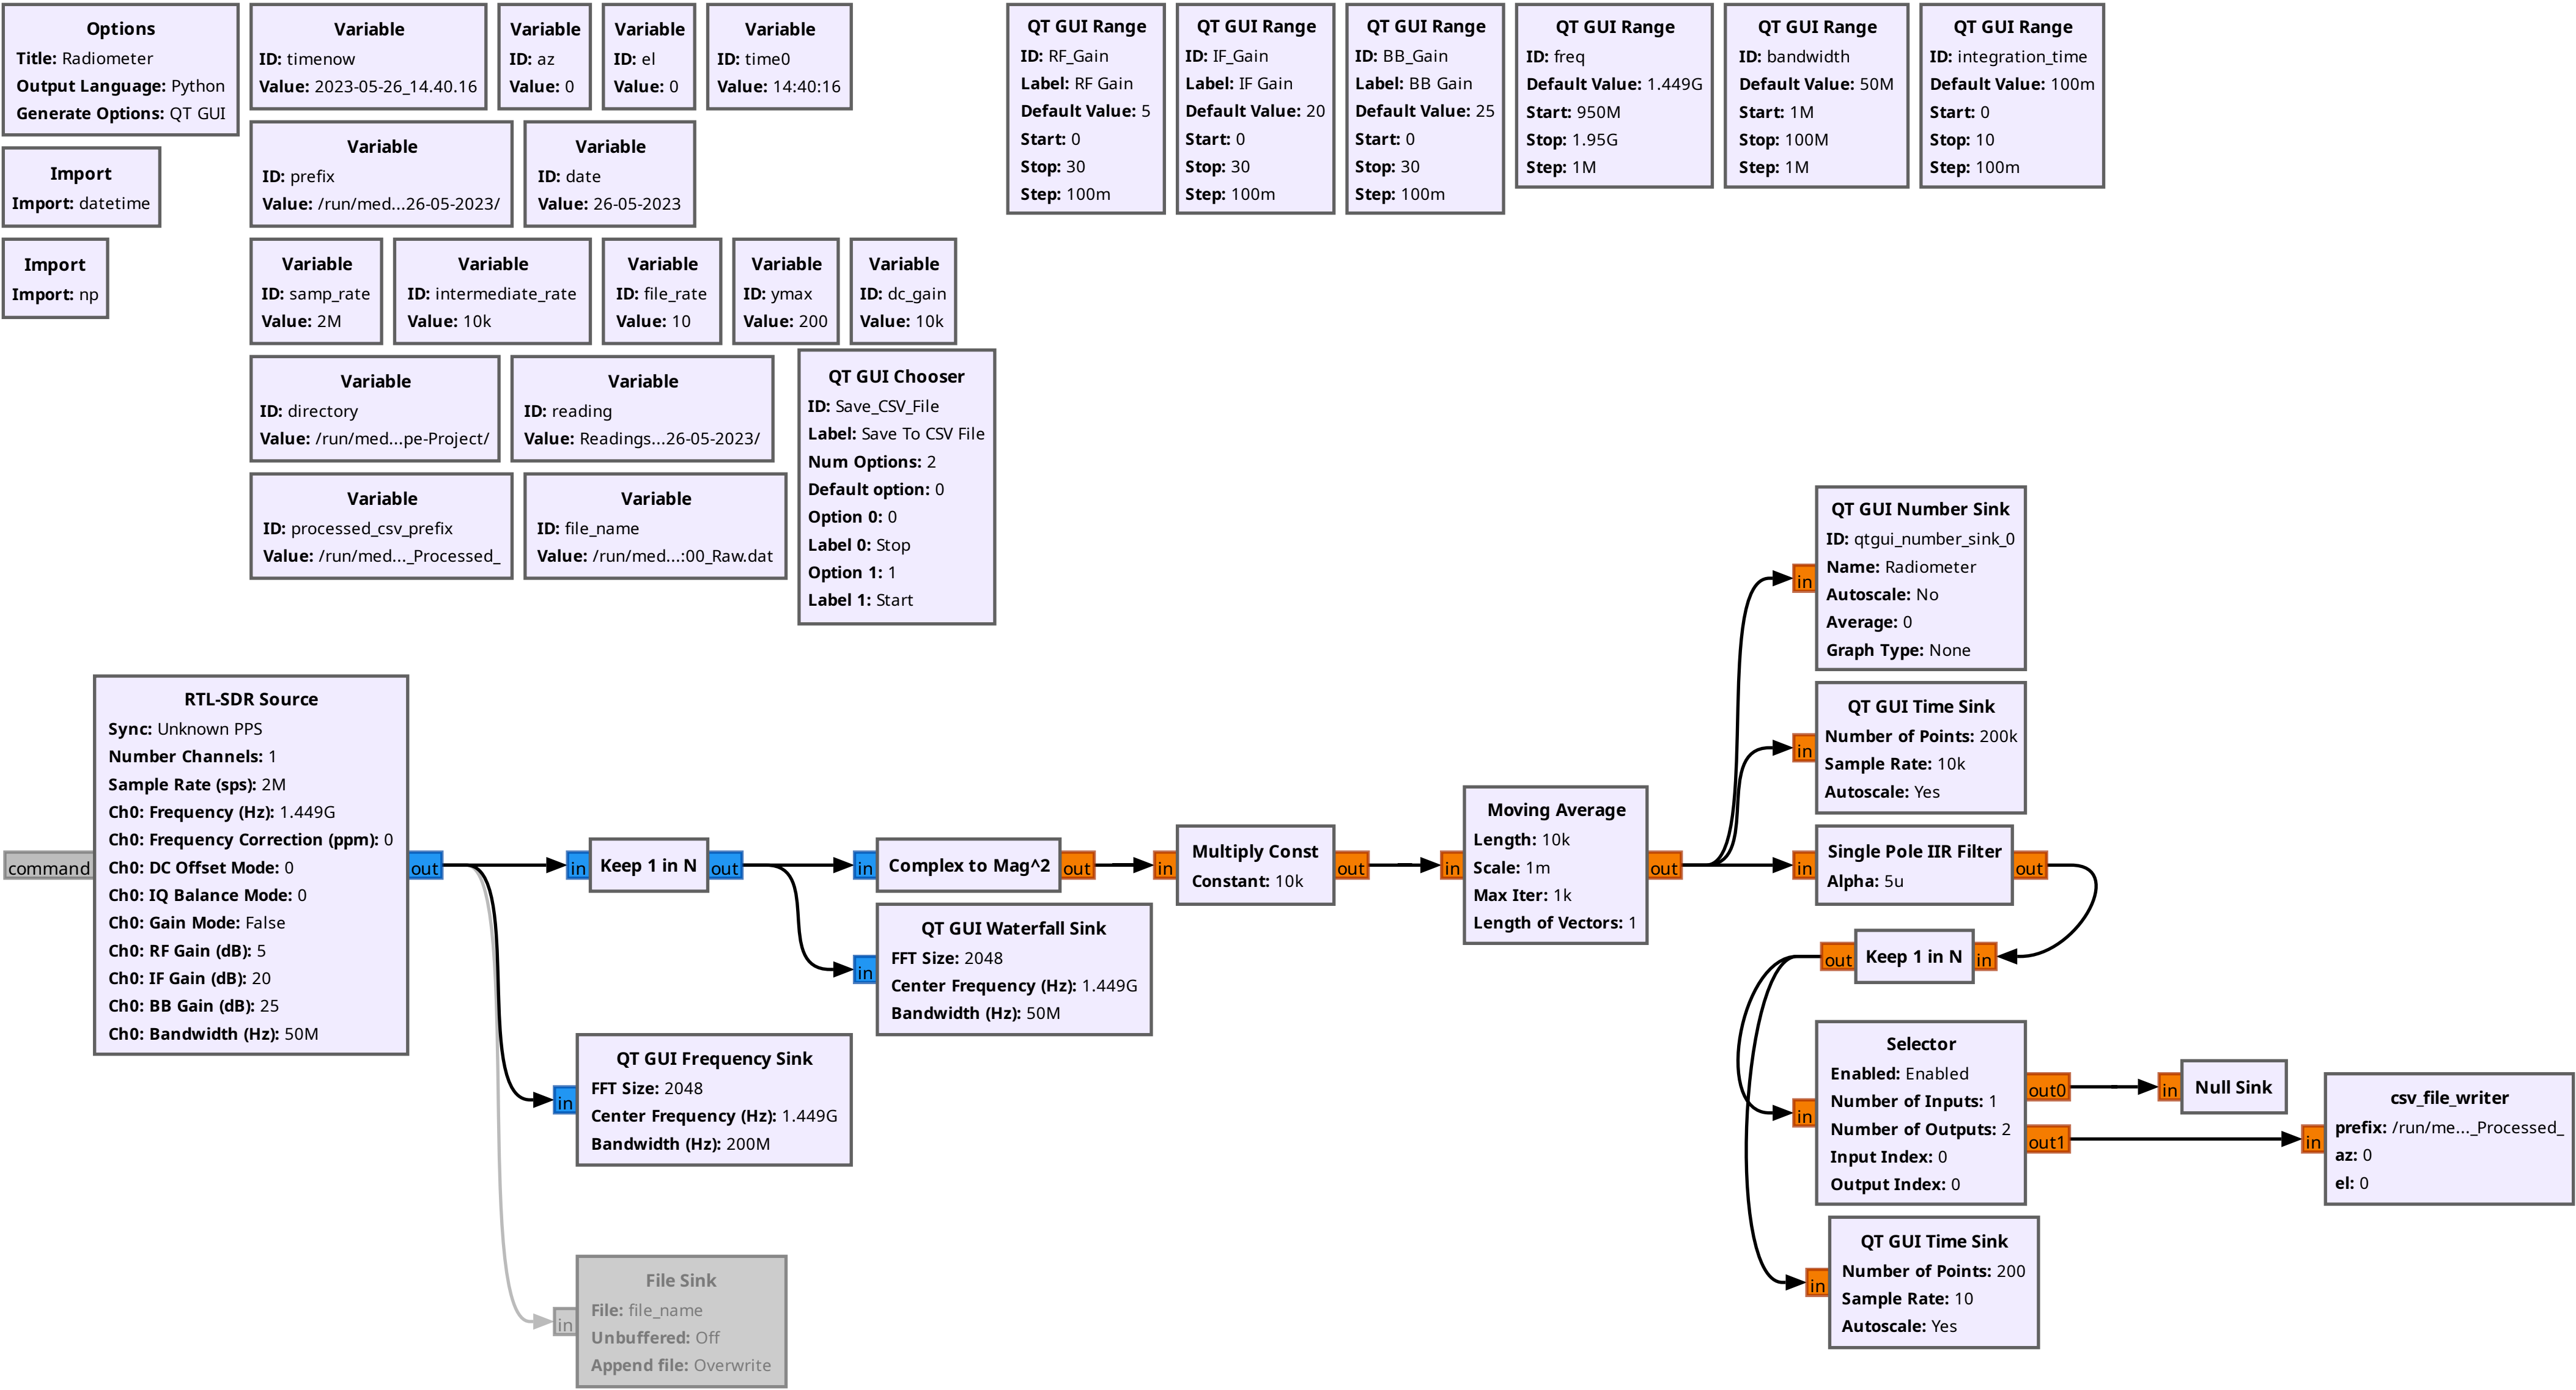 Options
Title: Radiometer
Output Language: Python
Generate Options: QT GUI
Variable
ID: timenow
Value: 2023-05-26_14.40.16
Variable
ID: az
Value: 0
Variable
ID: el
Value: 0
Variable
ID: time0
Value: 14:40:16
QT GUI Range
ID: RF_Gain
Label: RF Gain
Default Value: 5
Start: 0
Stop: 30
Step: 100m
QT GUI Range
ID: IF_Gain
Label: IF Gain
Default Value: 20
Start: 0
Stop: 30
Step: 100m
QT GUI Range
ID: BB_Gain
Label: BB Gain
Default Value: 25
Start: 0
Stop: 30
Step: 100m
QT GUI Range
ID: freq
Default Value: 1.449G
Start: 950M
Stop: 1.95G
Step: 1M
QT GUI Range
ID: bandwidth
Default Value: 50M
Start: 1M
Stop: 100M
Step: 1M
QT GUI Range
ID: integration_time
Default Value: 100m
Start: 0
Stop: 10
Step: 100m
Import
Import: datetime
Variable
ID: prefix
Value: /run/med...26-05-2023/
Variable
ID: date
Value: 26-05-2023
Import
Import: np
Variable
ID: samp_rate
Value: 2M
Variable
ID: intermediate_rate
Value: 10k
Variable
ID: file_rate
Value: 10
Variable
ID: ymax
Value: 200
Variable
ID: dc_gain
Value: 10k
Variable
ID: directory
Value: /run/med...pe-Project/
Variable
ID: reading
Value: Readings...26-05-2023/
QT GUI Chooser
ID: Save_CSV_File
Label: Save To CSV File
Num Options: 2
Default option: 0
Option 0: 0
Label 0: Stop
Option 1: 1
Label 1: Start
Variable
ID: processed_csv_prefix
Value: /run/med..._Processed_
Variable
ID: file_name
Value: /run/med...:00_Raw.dat
command
RTL-SDR Source
Sync: Unknown PPS
Number Channels: 1
Sample Rate (sps): 2M
Ch0: Frequency (Hz): 1.449G
Ch0: Frequency Correction (ppm): 0
Ch0: DC Offset Mode: 0
Ch0: IQ Balance Mode: 0
Ch0: Gain Mode: False
Ch0: RF Gain (dB): 5
Ch0: IF Gain (dB): 20
Ch0: BB Gain (dB): 25
Ch0: Bandwidth (Hz): 50M
out
in
Keep 1 in N
out
in
Complex to Mag^2
out
in
Multiply Const
Constant: 10k
out
in
Moving Average
Length: 10k
Scale: 1m
Max Iter: 1k
Length of Vectors: 1
out
in
QT GUI Number Sink
ID: qtgui_number_sink_0
Name: Radiometer
Autoscale: No
Average: 0
Graph Type: None
in
QT GUI Time Sink
Number of Points: 200k
Sample Rate: 10k
Autoscale: Yes
in
Single Pole IIR Filter
Alpha: 5u
out
in
QT GUI Waterfall Sink
FFT Size: 2048
Center Frequency (Hz): 1.449G
Bandwidth (Hz): 50M
out
Keep 1 in N
in
in
QT GUI Frequency Sink
FFT Size: 2048
Center Frequency (Hz): 1.449G
Bandwidth (Hz): 200M
in
Selector
Enabled: Enabled
Number of Inputs: 1
Number of Outputs: 2
Input Index: 0
Output Index: 0
out0
out1
in
Null Sink
in
csv_file_writer
prefix: /run/me..._Processed_
az: 0
el: 0
in
QT GUI Time Sink
Number of Points: 200
Sample Rate: 10
Autoscale: Yes
in
File Sink
File: file_name
Unbuffered: Off
Append file: Overwrite